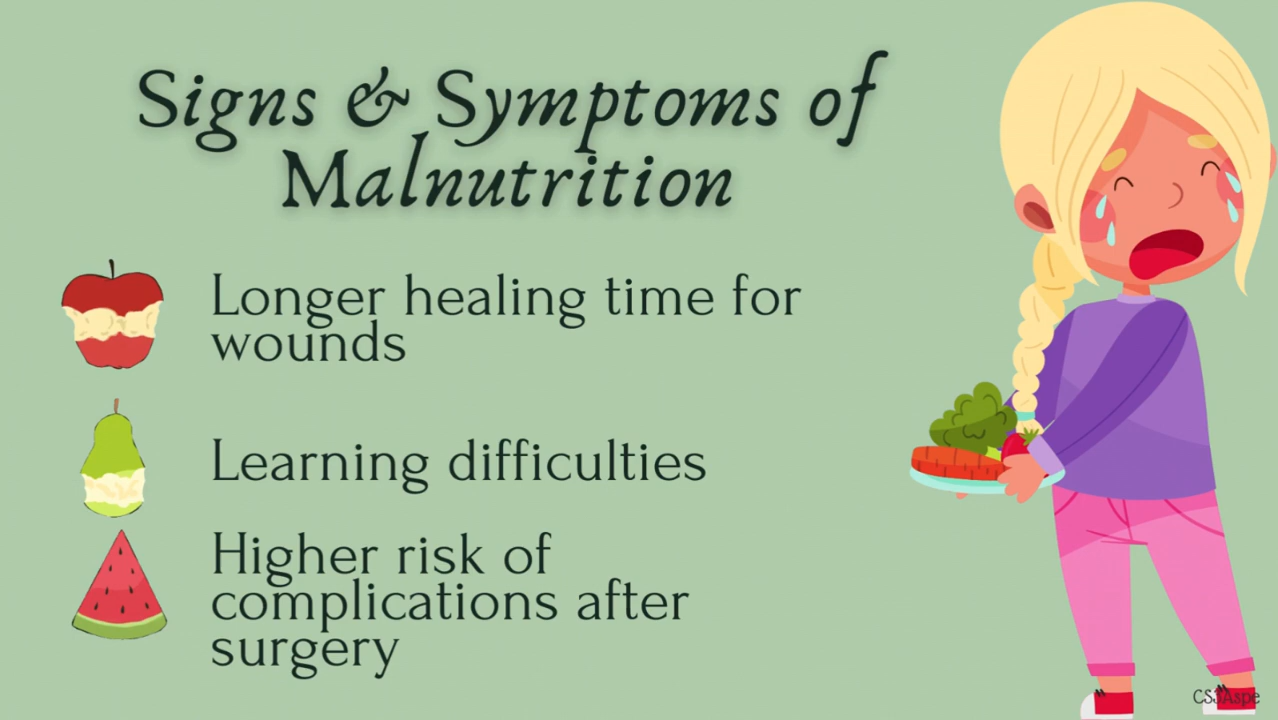 Signs & Symptoms of
Malnutrition
Longer healing time for
wounds
Learning difficulties
Higher risk of
complications after
surgery